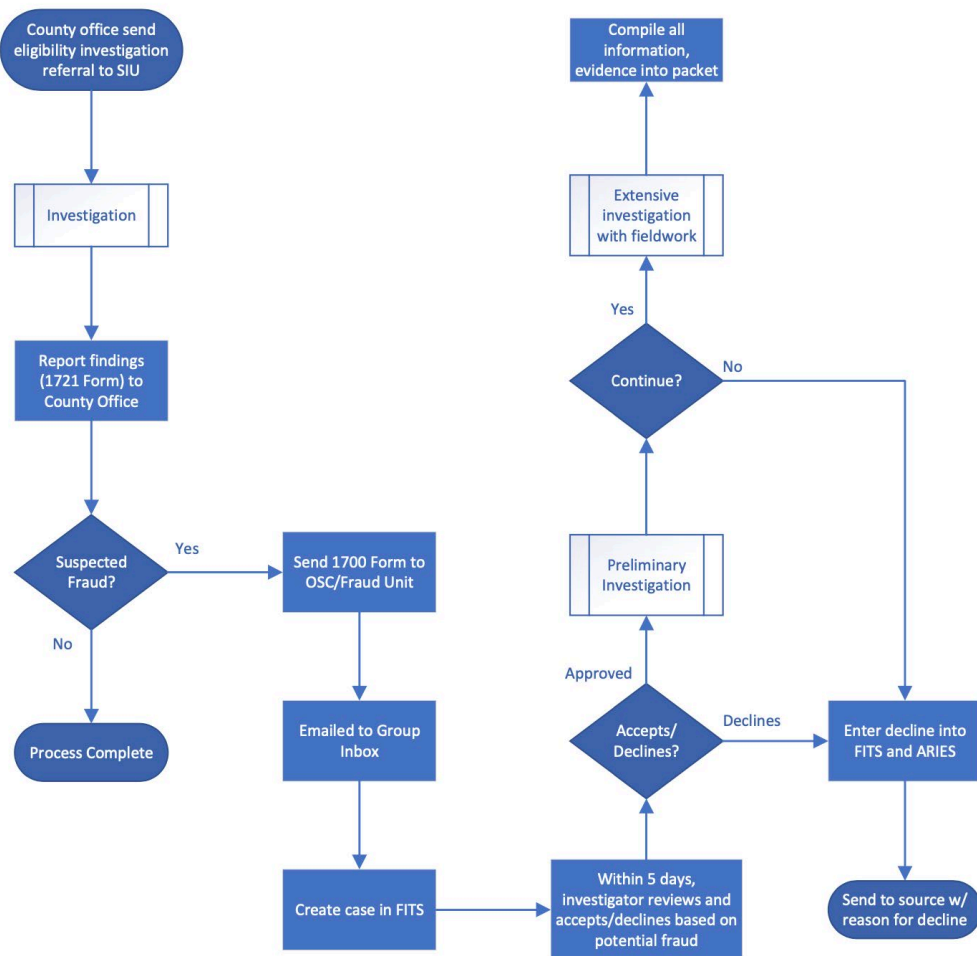 County office send
eligibility investigation
referral to SIU
Investigation
Report findings
(1721 Form) to
County Office
Suspected
Fraud?
Yes
No
Process Complete
Send 1700 Form to
OSC/Fraud Unit
Emailed to Group
Inbox
Create case in FITS
Within 5 days,
investigator reviews and
accepts/declines based on
potential fraud
Accepts/
Declines?
Approved
Declines
Preliminary
Investigation
Continue?
Yes
No
Extensive
investigation
with fieldwork
Compile all
information,
evidence into packet
Enter decline into
FITS and ARIES
Send to source w/
reason for decline